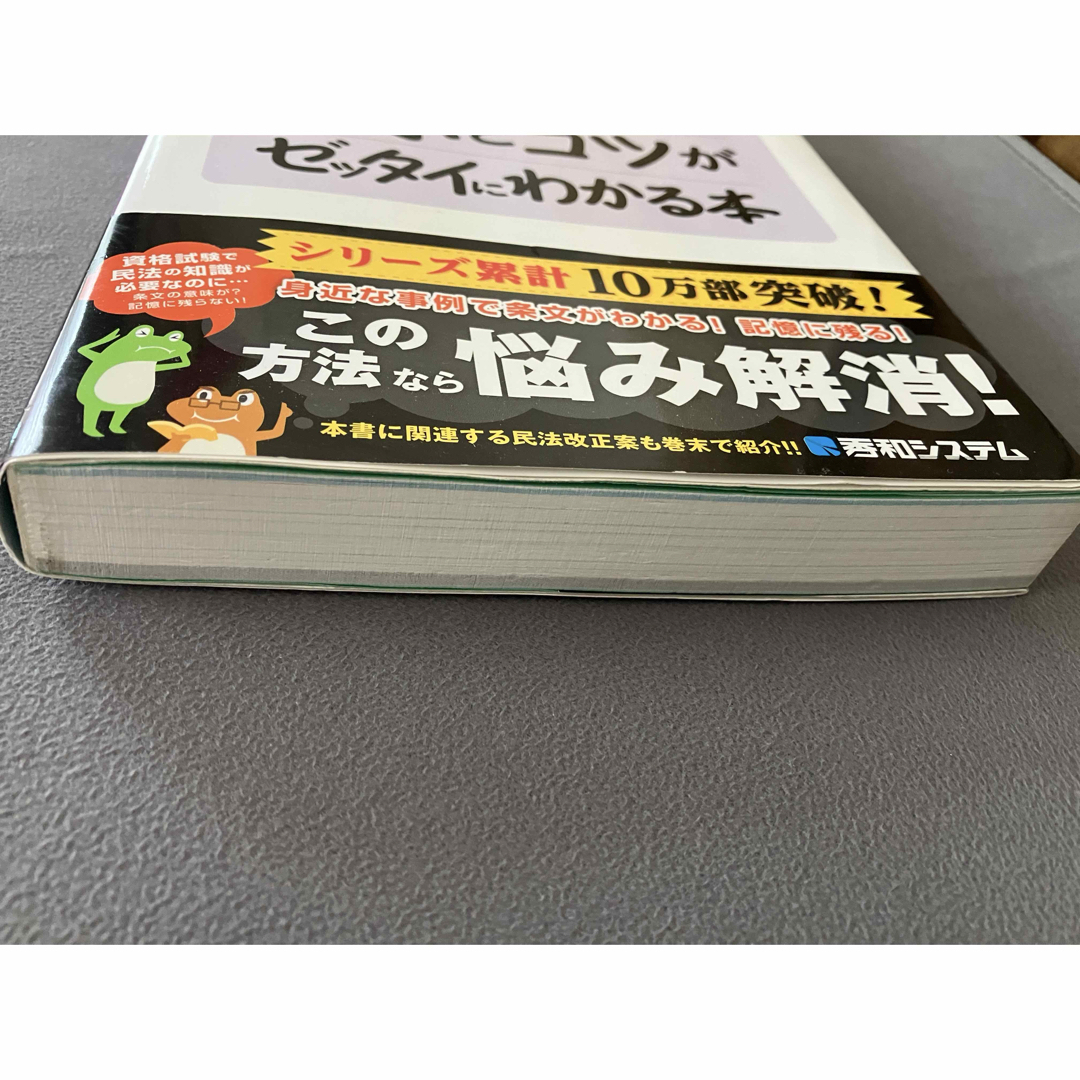 いとコツが
ゼッタイにわかる本
シリーズ累計10万部突破!
資格試験で
民法の知識が
必要なのに…
条文の意味が?
記憶に残らない!
身近な事例で条文がわかる! 記憶に残る!
この
方法なら
悩み解消!
本書に関連する民法改正案も巻末で紹介!!
秀和システム